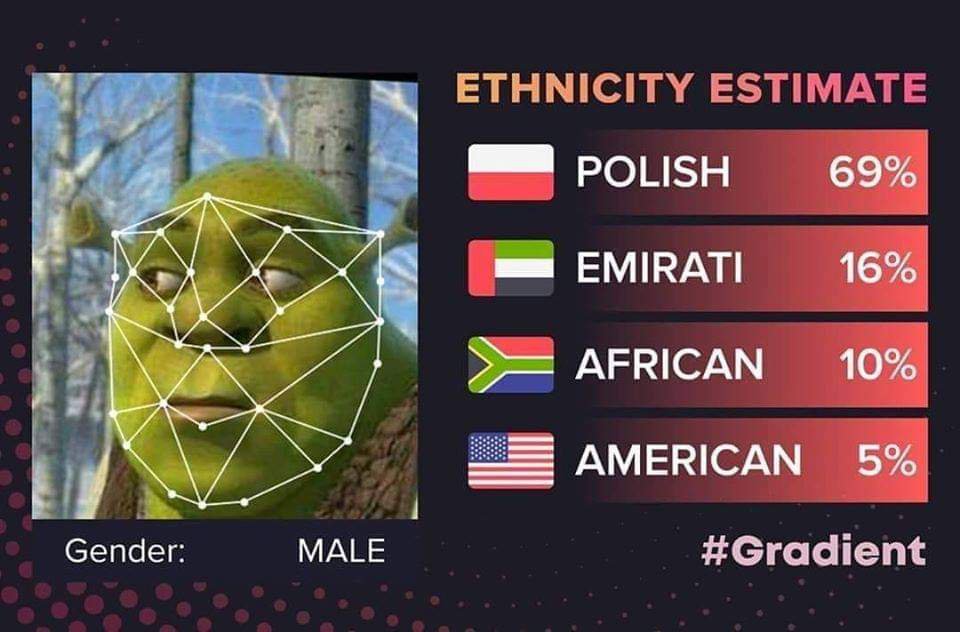 ETHNICITY ESTIMATE
POLISH 69%
EMIRATI 16%
AFRICAN 10%
AMERICAN 5%
Gender: MALE
#Gradient